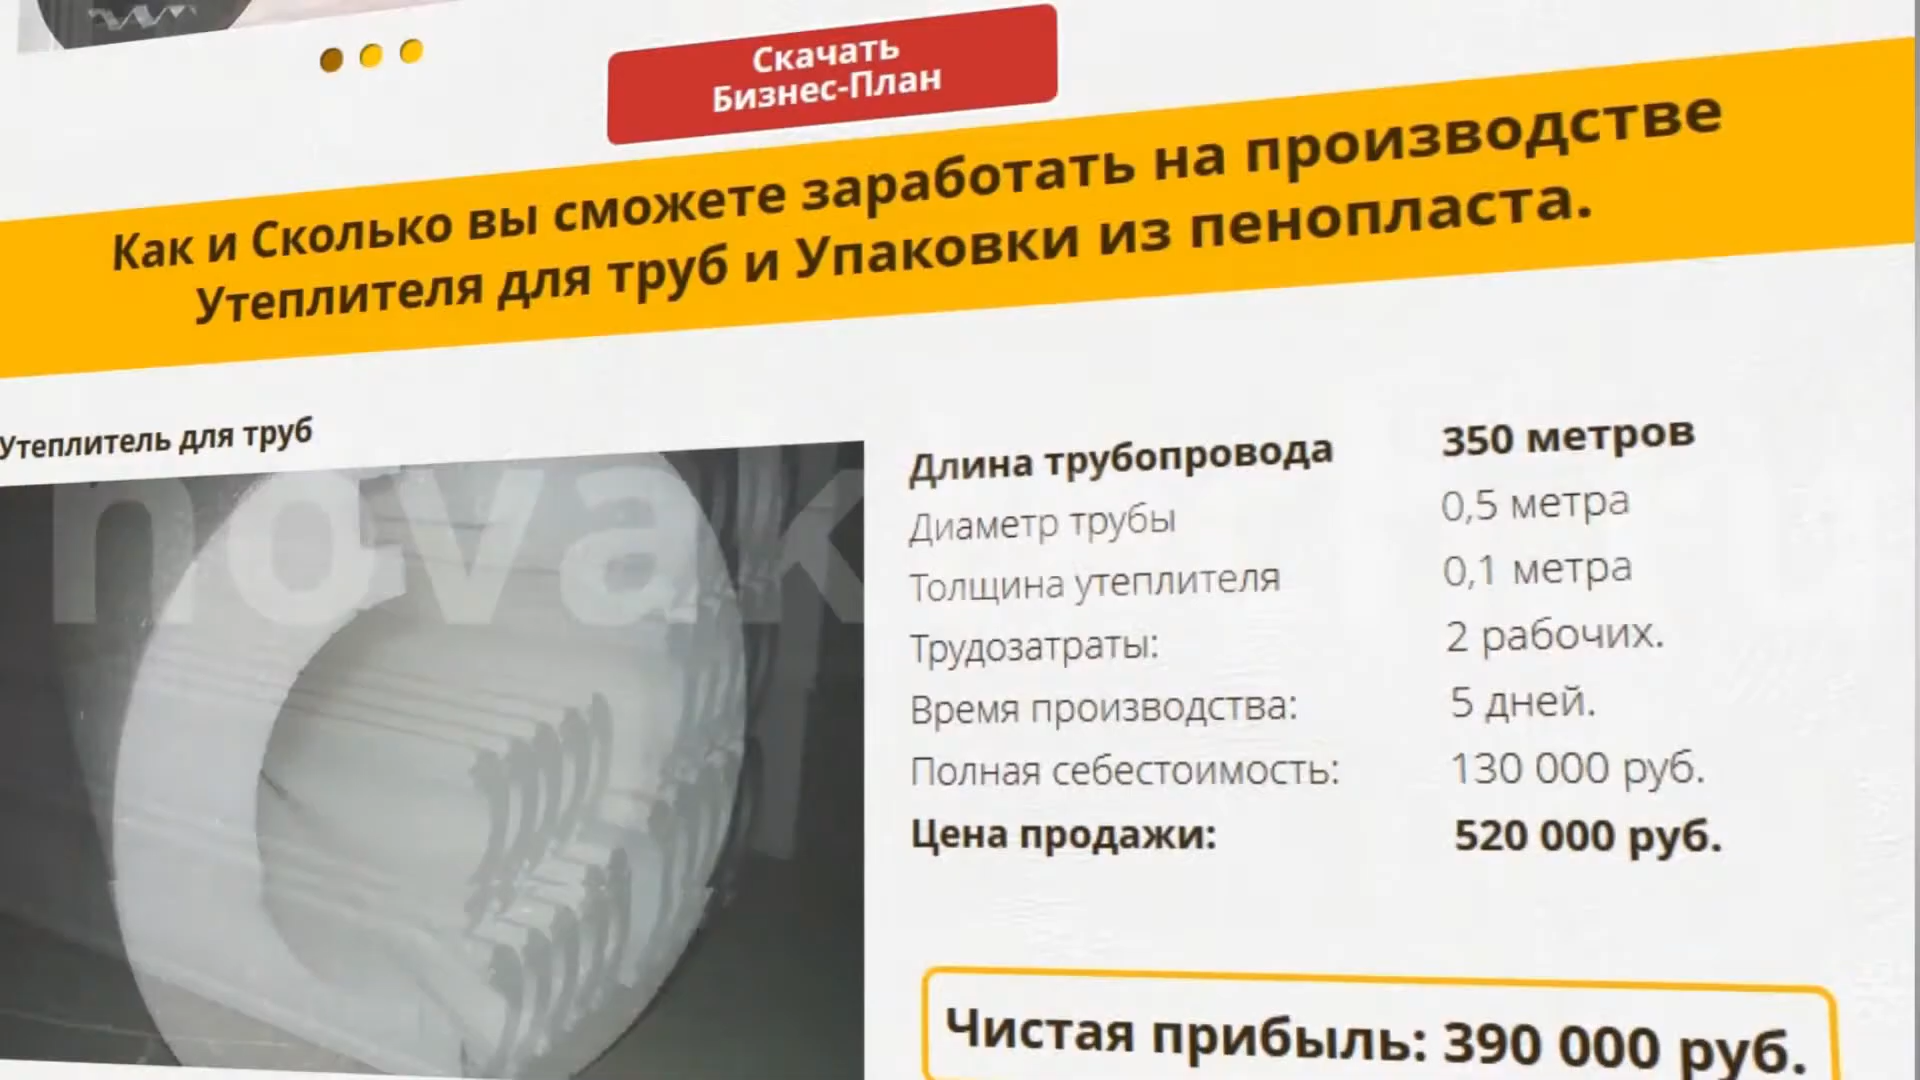 Скачать
Бизнес-План
Как и Сколько вы сможете заработать на производстве
Утеплителя для труб и Упаковки из пенопласта.
Утеплитель для труб
novak
Длина трубопровода 350 метров
Диаметр трубы 0,5 метра
Толщина утеплителя 0,1 метра
Трудозатраты: 2 рабочих.
Время производства: 5 дней.
Полная себестоимость: 130 000 руб.
Цена продажи: 520 000 руб.
Чистая прибыль: 390 000 руб.